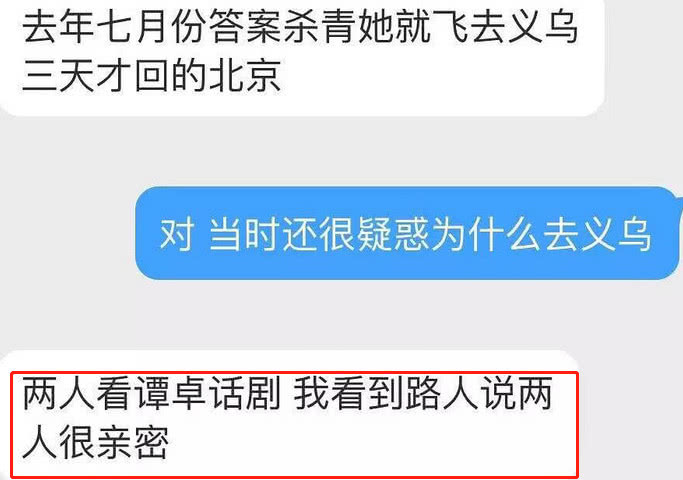 去年七月份答案杀青她就飞去义乌
三天才回的北京
对 当时还很疑惑为什么去义乌
两人看谭卓话剧 我看到路人说两
人很亲密